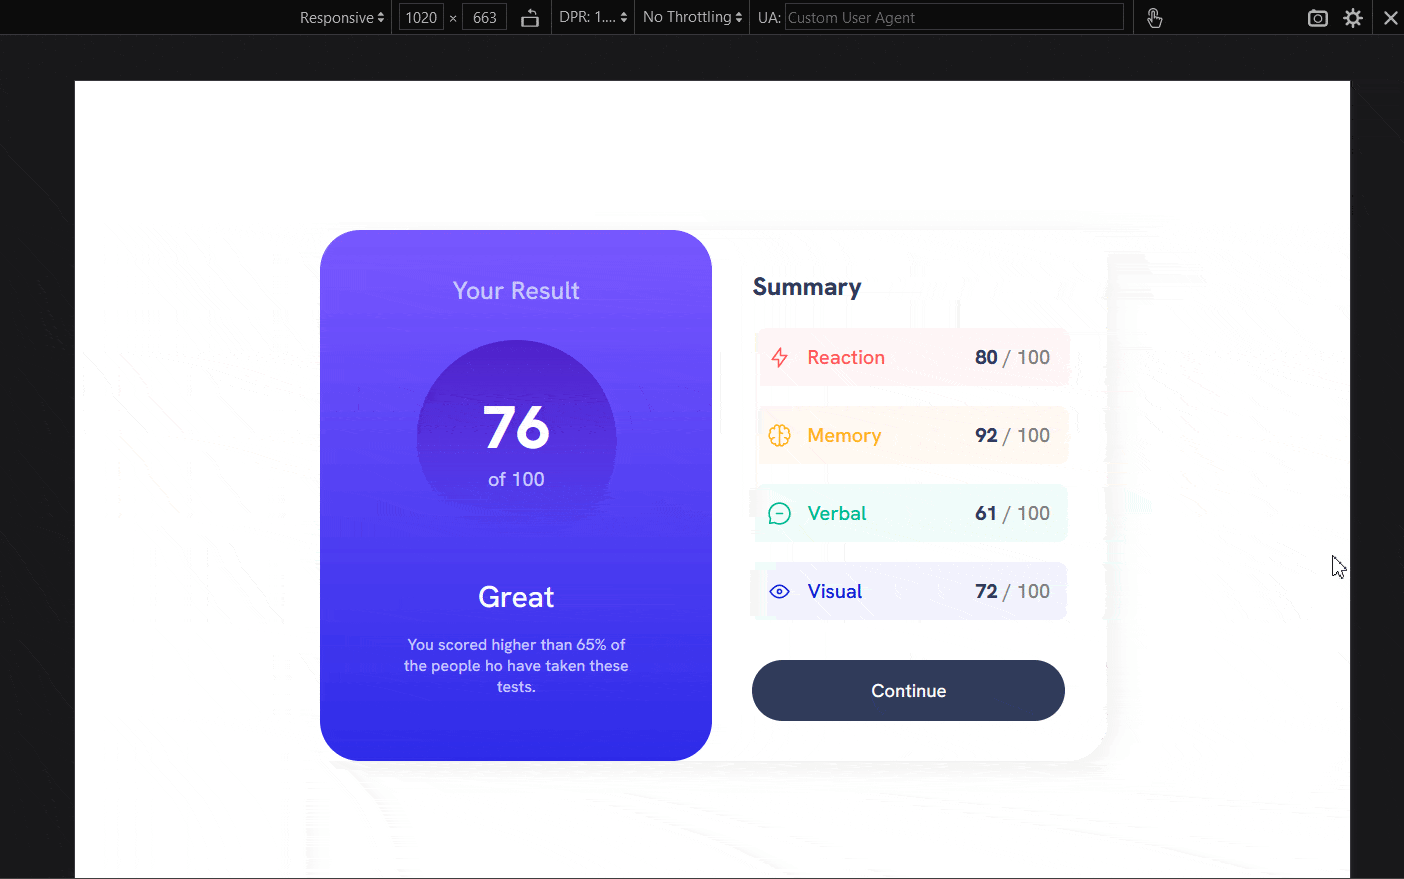 Responsive 1020 × 663 DPR: 1.... No Throttling UA: Custom User Agent
Your Result
76
of 100
Great
You scored higher than 65% of
the people ho have taken these
tests.
Summary
Reaction 80 / 100
Memory 92 / 100
Verbal 61 / 100
Visual 72 / 100
Continue